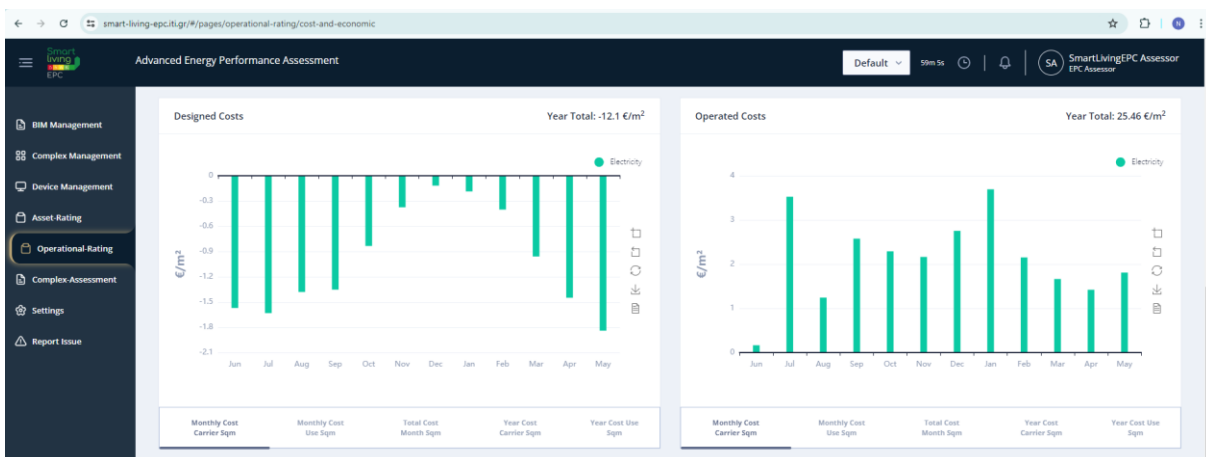 smart-living-epc.iti.gr/#/pages/operational-rating/cost-and-economic
N
Smart
living
EPC
Advanced Energy Performance Assessment
Default
59m 5s
SA
SmartLivingEPC Assessor
EPC Assessor
BIM Management
Complex Management
Device Management
Asset-Rating
Operational-Rating
Complex-Assessment
Settings
Report Issue
Designed Costs
Year Total: -12.1 €/m²
Electricity
0
-0.3
-0.6
-0.9
-1.2
-1.5
-1.8
-2.1
€/m²
Jun Jul Aug Sep Oct Nov Dec Jan Feb Mar Apr May
Monthly Cost Monthly Cost Total Cost Year Cost Year Cost Use
Carrier Sqm Use Sqm Month Sqm Carrier Sqm Sqm
Operated Costs
Year Total: 25.46 €/m²
Electricity
4
3
2
1
0
€/m²
Jun Jul Aug Sep Oct Nov Dec Jan Feb Mar Apr May
Monthly Cost Monthly Cost Total Cost Year Cost Year Cost Use
Carrier Sqm Use Sqm Month Sqm Carrier Sqm Sqm